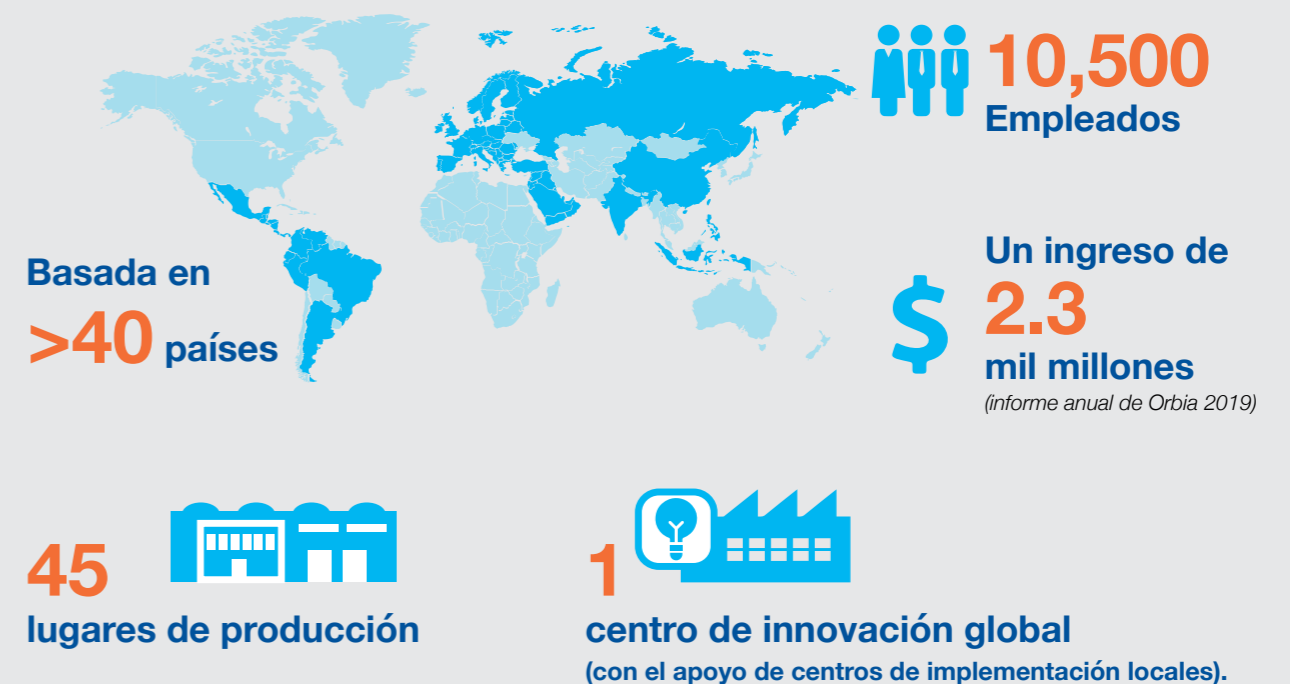 10,500
Empleados
Basada en
>40 países
Un ingreso de
$ 2.3
mil millones
(informe anual de Orbia 2019)
45
lugares de producción
1
centro de innovación global
(con el apoyo de centros de implementación locales).